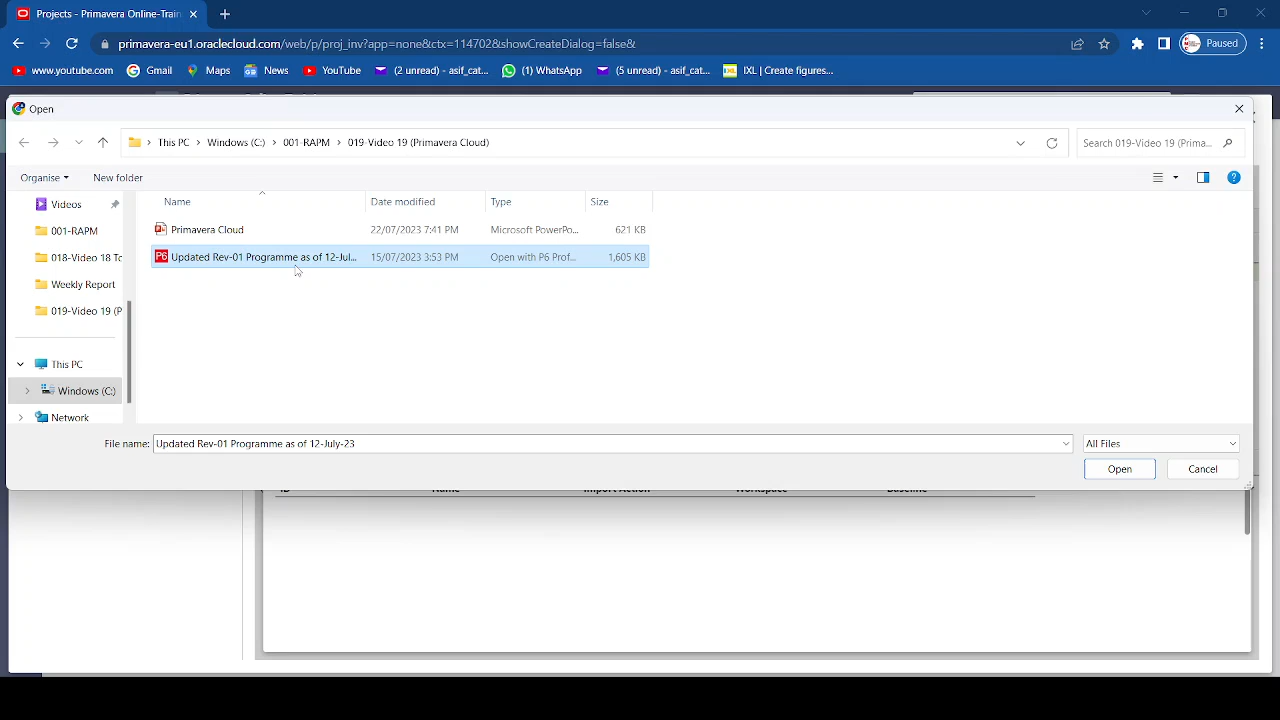 Projects - Primavera Online-Train
primavera-eu1.oraclecloud.com/web/p/proj_inv?app=none&ctx=114702&showCreateDialog=false&
Paused
www.youtube.com
Gmail
Maps
News
YouTube
(2 unread) - asif_cat...
(1) WhatsApp
(5 unread) - asif_cat...
IXL | Create figures...
Open
This PC > Windows (C:) > 001-RAPM > 019-Video 19 (Primavera Cloud)
Search 019-Video 19 (Prima...
Organise
New folder
Name
Date modified
Type
Size
Videos
001-RAPM
018-Video 18 To
Weekly Report
019-Video 19 (P
This PC
Windows (C:)
Network
Primavera Cloud
22/07/2023 7:41 PM
Microsoft PowerPo...
621 KB
P6
Updated Rev-01 Programme as of 12-Jul...
15/07/2023 3:53 PM
Open with P6 Prof...
1,605 KB
File name:
Updated Rev-01 Programme as of 12-July-23
All Files
Open
Cancel
ID
Name
Import Action
Workspace
Baseline